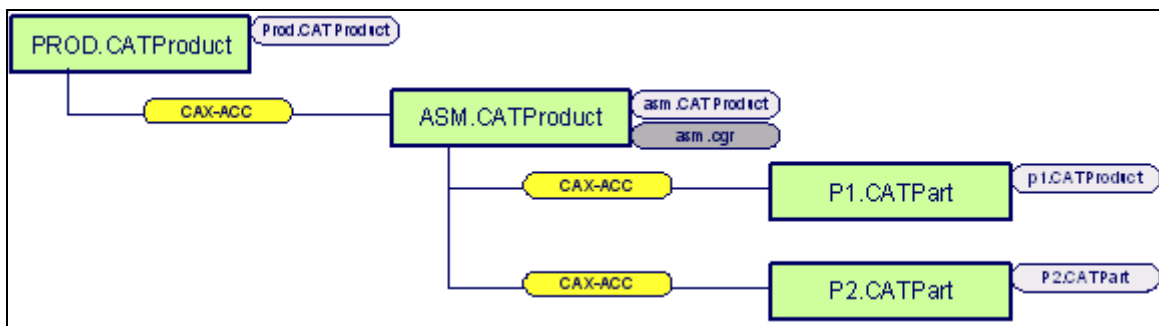 PROD.CATProduct
Prod.CATProduct
CAX-ACC
ASM.CATProduct
asm.CATProduct
asm.cgr
CAX-ACC
P1.CATPart
p1.CATProduct
CAX-ACC
P2.CATPart
P2.CATPart